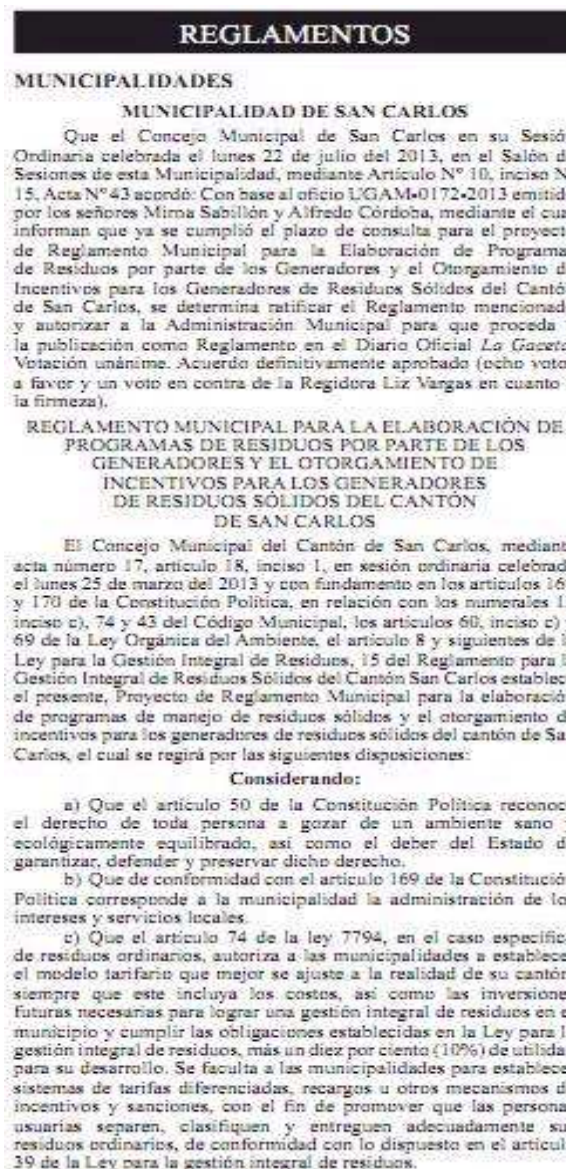 REGLAMENTOS
MUNICIPALIDADES
MUNICIPALIDAD DE SAN CARLOS
Que el Concejo Municipal de San Carlos en su Sesió
Ordinaria celebrada el lunes 22 de julio del 2013, en el Salón d
Sesiones de esta Municipalidad, mediante Artículo N° 10, inciso N
15, Acta N° 43 acordó: Con base al oficio UGAM-0172-2013 emitid
por los señores Mirna Sabillón y Alfredo Córdoba, mediante el cua
informan que ya se cumplió el plazo de consulta para el proyect
de Reglamento Municipal para la Elaboración de Programa
de Residuos por parte de los Generadores y el Otorgamiento d
Incentivos para los Generadores de Residuos Sólidos del Cantó
de San Carlos, se determina ratificar el Reglamento mencionad
y autorizar a la Administración Municipal para que proceda
la publicación como Reglamento en el Diario Oficial La Gaceta
Votación unánime. Acuerdo definitivamente aprobado (ocho voto
a favor y un voto en contra de la Regidora Liz Vargas en cuanto
la firmeza).
REGLAMENTO MUNICIPAL PARA LA ELABORACIÓN DE
PROGRAMAS DE RESIDUOS POR PARTE DE LOS
GENERADORES Y EL OTORGAMIENTO DE
INCENTIVOS PARA LOS GENERADORES
DE RESIDUOS SÓLIDOS DEL CANTÓN
DE SAN CARLOS
El Concejo Municipal del Cantón de San Carlos, mediant
acta número 17, artículo 18, inciso 1, en sesión ordinaria celebrad
el lunes 25 de marzo del 2013 y con fundamento en los artículos 16
y 170 de la Constitución Política, en relación con los numerales 1
inciso c), 74 y 43 del Código Municipal, los artículos 60, inciso c)
69 de la Ley Orgánica del Ambiente, el artículo 8 y siguientes de l
Ley para la Gestión Integral de Residuos, 15 del Reglamento para l
Gestión Integral de Residuos Sólidos del Cantón San Carlos establec
el presente, Proyecto de Reglamento Municipal para la elaboració
de programas de manejo de residuos sólidos y el otorgamiento d
incentivos para los generadores de residuos sólidos del cantón de Sa
Carlos, el cual se regirá por las siguientes disposiciones:
Considerando:
a) Que el artículo 50 de la Constitución Política reconoc
el derecho de toda persona a gozar de un ambiente sano
ecológicamente equilibrado, así como el deber del Estado d
garantizar, defender y preservar dicho derecho.
b) Que de conformidad con el artículo 169 de la Constitució
Política corresponde a la municipalidad la administración de lo
intereses y servicios locales.
c) Que el artículo 74 de la ley 7794, en el caso específic
de residuos ordinarios, autoriza a las municipalidades a establece
el modelo tarifario que mejor se ajuste a la realidad de su cantón
siempre que este incluya los costos, así como las inversione
futuras necesarias para lograr una gestión integral de residuos en e
municipio y cumplir las obligaciones establecidas en la Ley para l
gestión integral de residuos, más un diez por ciento (10%) de utilida
para su desarrollo. Se faculta a las municipalidades para establece
sistemas de tarifas diferenciadas, recargos u otros mecanismos d
incentivos y sanciones, con el fin de promover que las persona
usuarias separen, clasifiquen y entreguen adecuadamente su
residuos ordinarios, de conformidad con lo dispuesto en el artícul
39 de la Ley para la gestión integral de residuos.